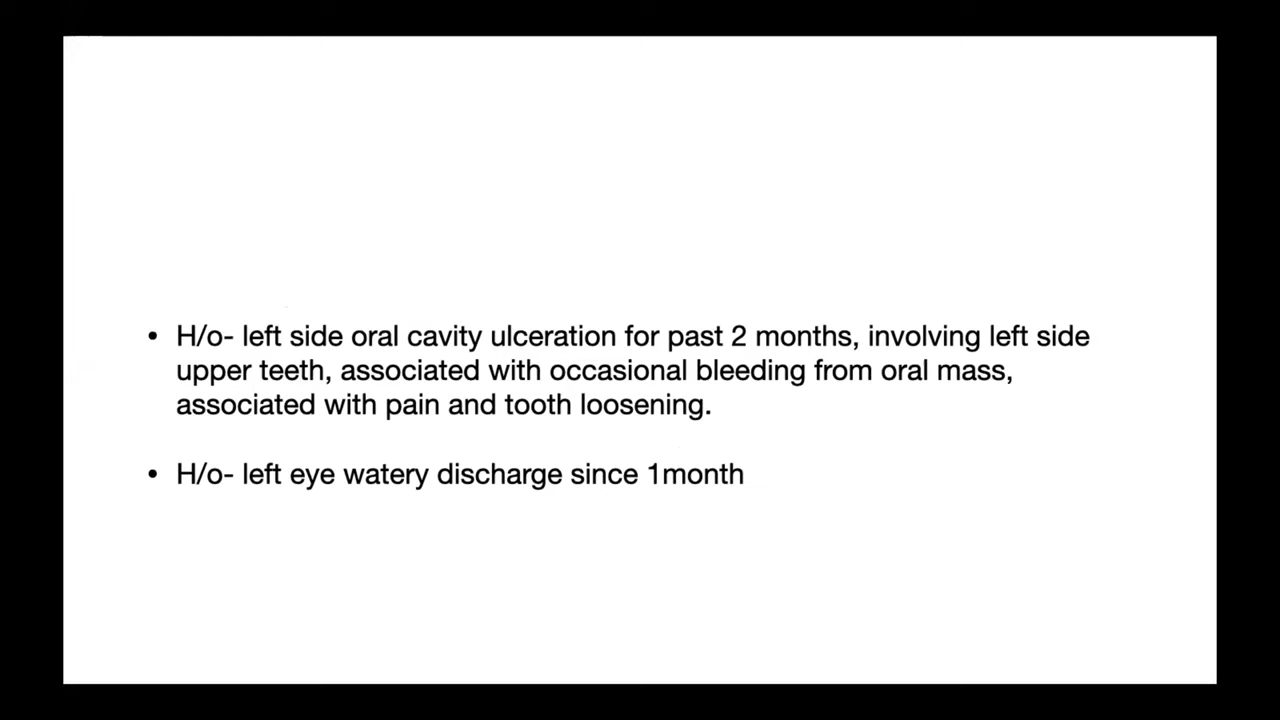 • H/o- left side oral cavity ulceration for past 2 months, involving left side
upper teeth, associated with occasional bleeding from oral mass,
associated with pain and tooth loosening.
• H/o- left eye watery discharge since 1month